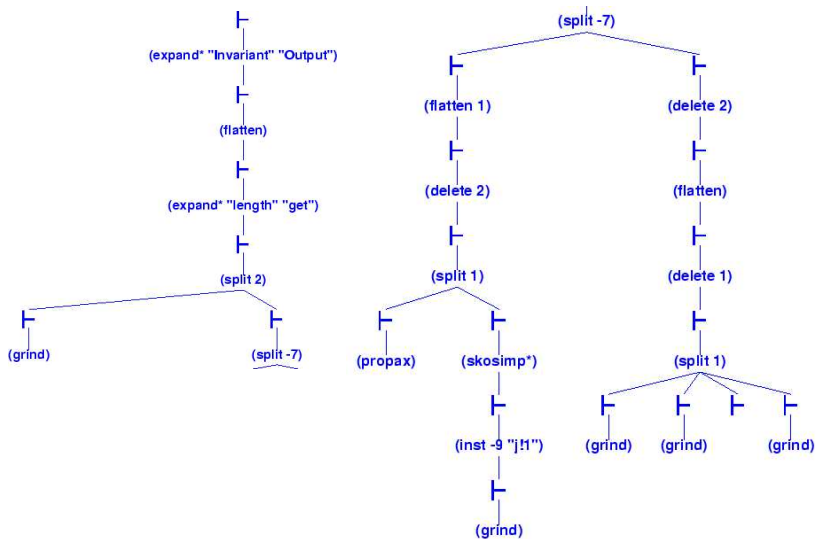 (expand* "Invariant" "Output")
(flatten)
(expand* "length" "get")
(split 2)
(grind)
(split -7)
(split -7)
(flatten 1)
(delete 2)
(delete 2)
(flatten)
(split 1)
(delete 1)
(propax)
(skosimp*)
(split 1)
(inst -9 "j!1")
(grind)
(grind)
(grind)
(grind)